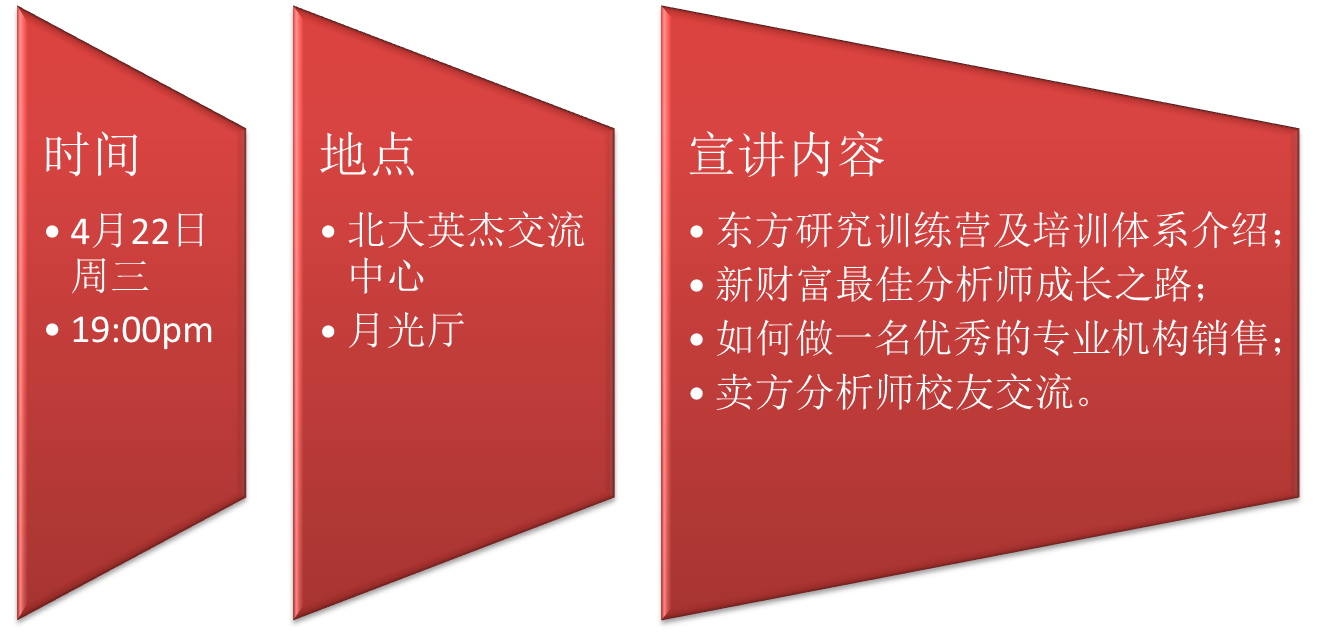 时间
• 4月22日
周三
• 19:00pm
地点
• 北大英杰交流
中心
• 月光厅
宣讲内容
• 东方研究训练营及培训体系介绍；
• 新财富最佳分析师成长之路；
• 如何做一名优秀的专业机构销售；
• 卖方分析师校友交流。